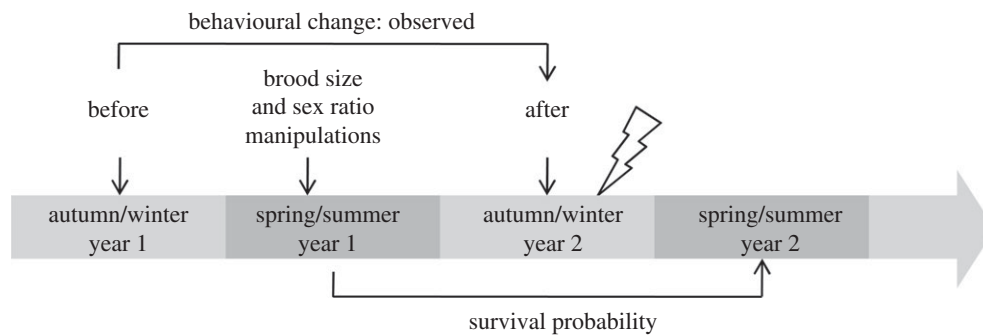 behavioural change: observed
before
brood size
and sex ratio
manipulations
after
autumn/winter
year 1
spring/summer
year 1
autumn/winter
year 2
spring/summer
year 2
survival probability